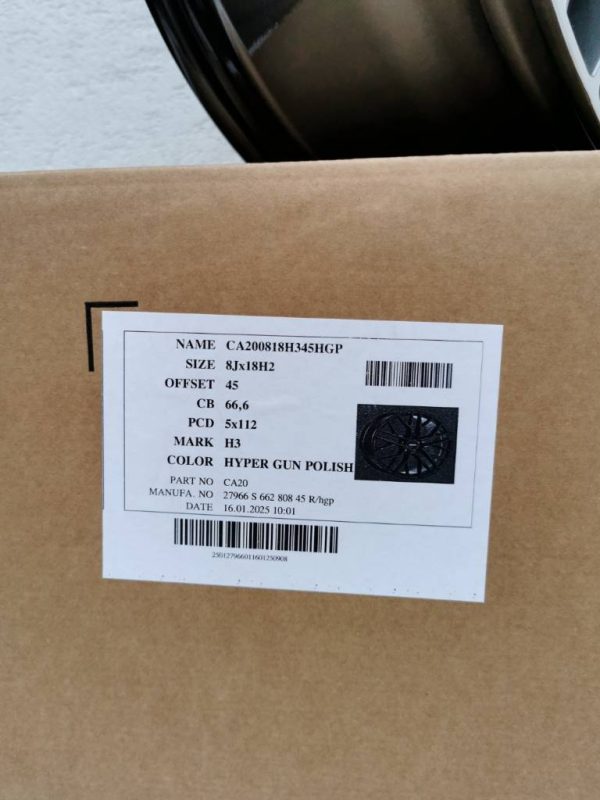 NAME CA200818H345HGP
SIZE 8Jx18H2
OFFSET 45
CB 66,6
PCD 5x112
MARK H3
COLOR HYPER GUN POLISH
PART NO CA20
MANUFA. NO 27966 S 662 808 45 R/hgp
DATE 16.01.2025 10:01
250127966011601250908